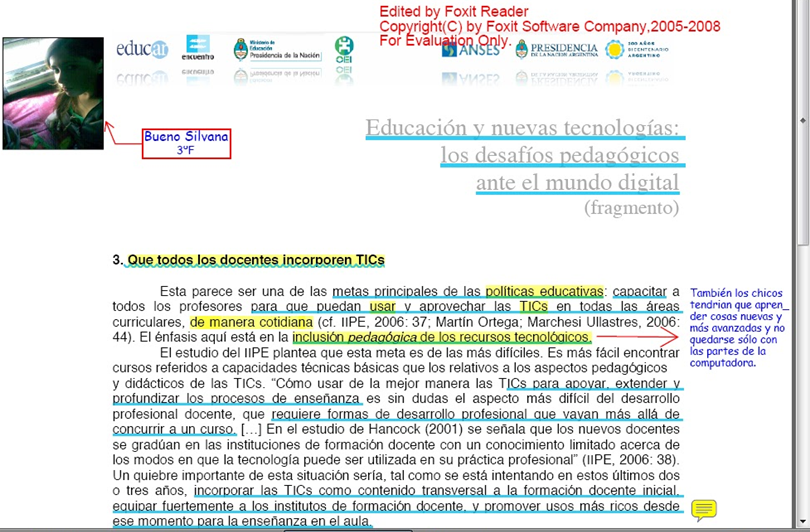 Edited by Foxit Reader
Copyright(C) by Foxit Software Company,2005-2008
For Evaluation Only.
educar
encuentro
Ministerio de
Educación
Presidencia de la Nación
OEI
ANSES
PRESIDENCIA
DE LA NACION ARGENTINA
200 AÑOS
BICENTENARIO
ARGENTINO
Bueno Silvana
3ºF
Educación y nuevas tecnologías:
los desafíos pedagógicos
ante el mundo digital
(fragmento)
3. Que todos los docentes incorporen TICs
Esta parece ser una de las metas principales de las políticas educativas: capacitar a
todos los profesores para que puedan usar y aprovechar las TICs en todas las áreas
curriculares, de manera cotidiana (cf. IIPE, 2006: 37; Martín Ortega; Marchesi Ullastres, 2006:
44). El énfasis aquí está en la inclusión pedagógica de los recursos tecnológicos.
También los chicos
tendrian que apren_
der cosas nuevas y
más avanzadas y no
quedarse sólo con
las partes de la
computadora.
El estudio del IIPE plantea que esta meta es de las más difíciles. Es más fácil encontrar
cursos referidos a capacidades técnicas básicas que los relativos a los aspectos pedagógicos
y didácticos de las TICs. “Cómo usar de la mejor manera las TICs para apoyar, extender y
profundizar los procesos de enseñanza es sin dudas el aspecto más difícil del desarrollo
profesional docente, que requiere formas de desarrollo profesional que vayan más allá de
concurrir a un curso. […] En el estudio de Hancock (2001) se señala que los nuevos docentes
se gradúan en las instituciones de formación docente con un conocimiento limitado acerca de
los modos en que la tecnología puede ser utilizada en su práctica profesional” (IIPE, 2006: 38).
Un quiebre importante de esta situación sería, tal como se está intentando en estos últimos dos
o tres años, incorporar las TICs como contenido transversal a la formación docente inicial,
equipar fuertemente a los institutos de formación docente, y promover usos más ricos desde
ese momento para la enseñanza en el aula.